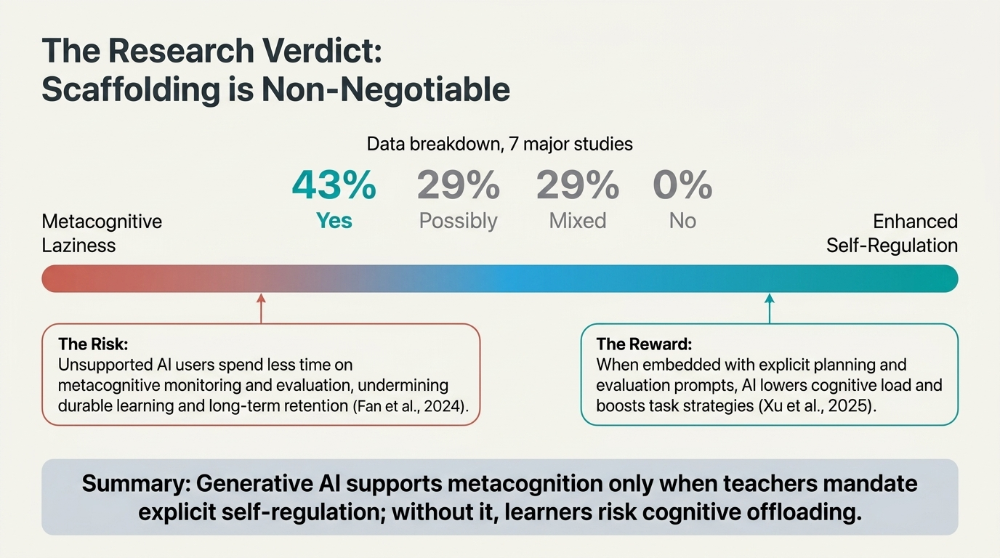 The Research Verdict:
Scaffolding is Non-Negotiable
Data breakdown, 7 major studies
43% 29% 29% 0%
Yes Possibly Mixed No
Metacognitive
Laziness
Enhanced
Self-Regulation
The Risk:
Unsupported AI users spend less time on
metacognitive monitoring and evaluation, undermining
durable learning and long-term retention (Fan et al., 2024).
The Reward:
When embedded with explicit planning and
evaluation prompts, AI lowers cognitive load and
boosts task strategies (Xu et al., 2025).
Summary: Generative AI supports metacognition only when teachers mandate
explicit self-regulation; without it, learners risk cognitive offloading.